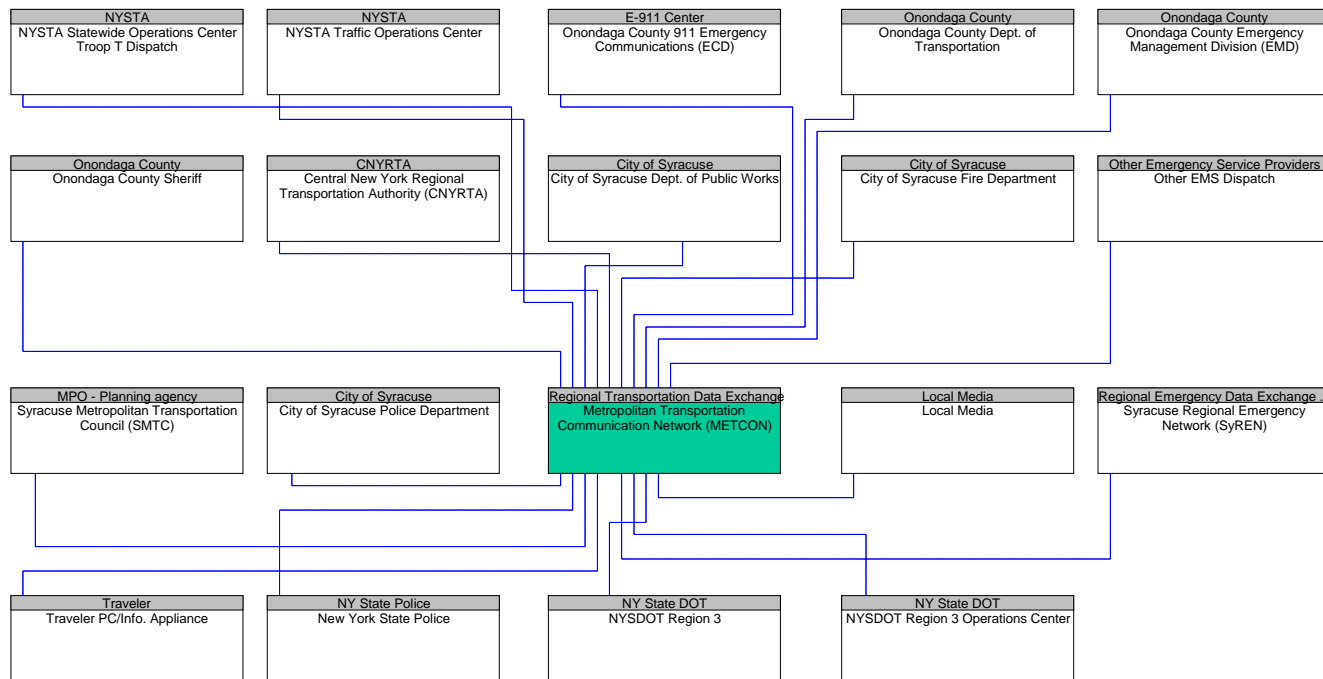 NYSTA
NYSTA Statewide Operations Center
Troop T Dispatch
NYSTA
NYSTA Traffic Operations Center
E-911 Center
Onondaga County 911 Emergency
Communications (ECD)
Onondaga County
Onondaga County Dept. of
Transportation
Onondaga County
Onondaga County Emergency
Management Division (EMD)
Onondaga County
Onondaga County Sheriff
CNYRTA
Central New York Regional
Transportation Authority (CNYRTA)
City of Syracuse
City of Syracuse Dept. of Public Works
City of Syracuse
City of Syracuse Fire Department
Other Emergency Service Providers
Other EMS Dispatch
MPO - Planning agency
Syracuse Metropolitan Transportation
Council (SMTC)
City of Syracuse
City of Syracuse Police Department
Regional Transportation Data Exchange
Metropolitan Transportation
Communication Network (METCON)
Local Media
Local Media
Regional Emergency Data Exchange .
Syracuse Regional Emergency
Network (SyREN)
Traveler
Traveler PC/Info. Appliance
NY State Police
New York State Police
NY State DOT
NYSDOT Region 3
NY State DOT
NYSDOT Region 3 Operations Center